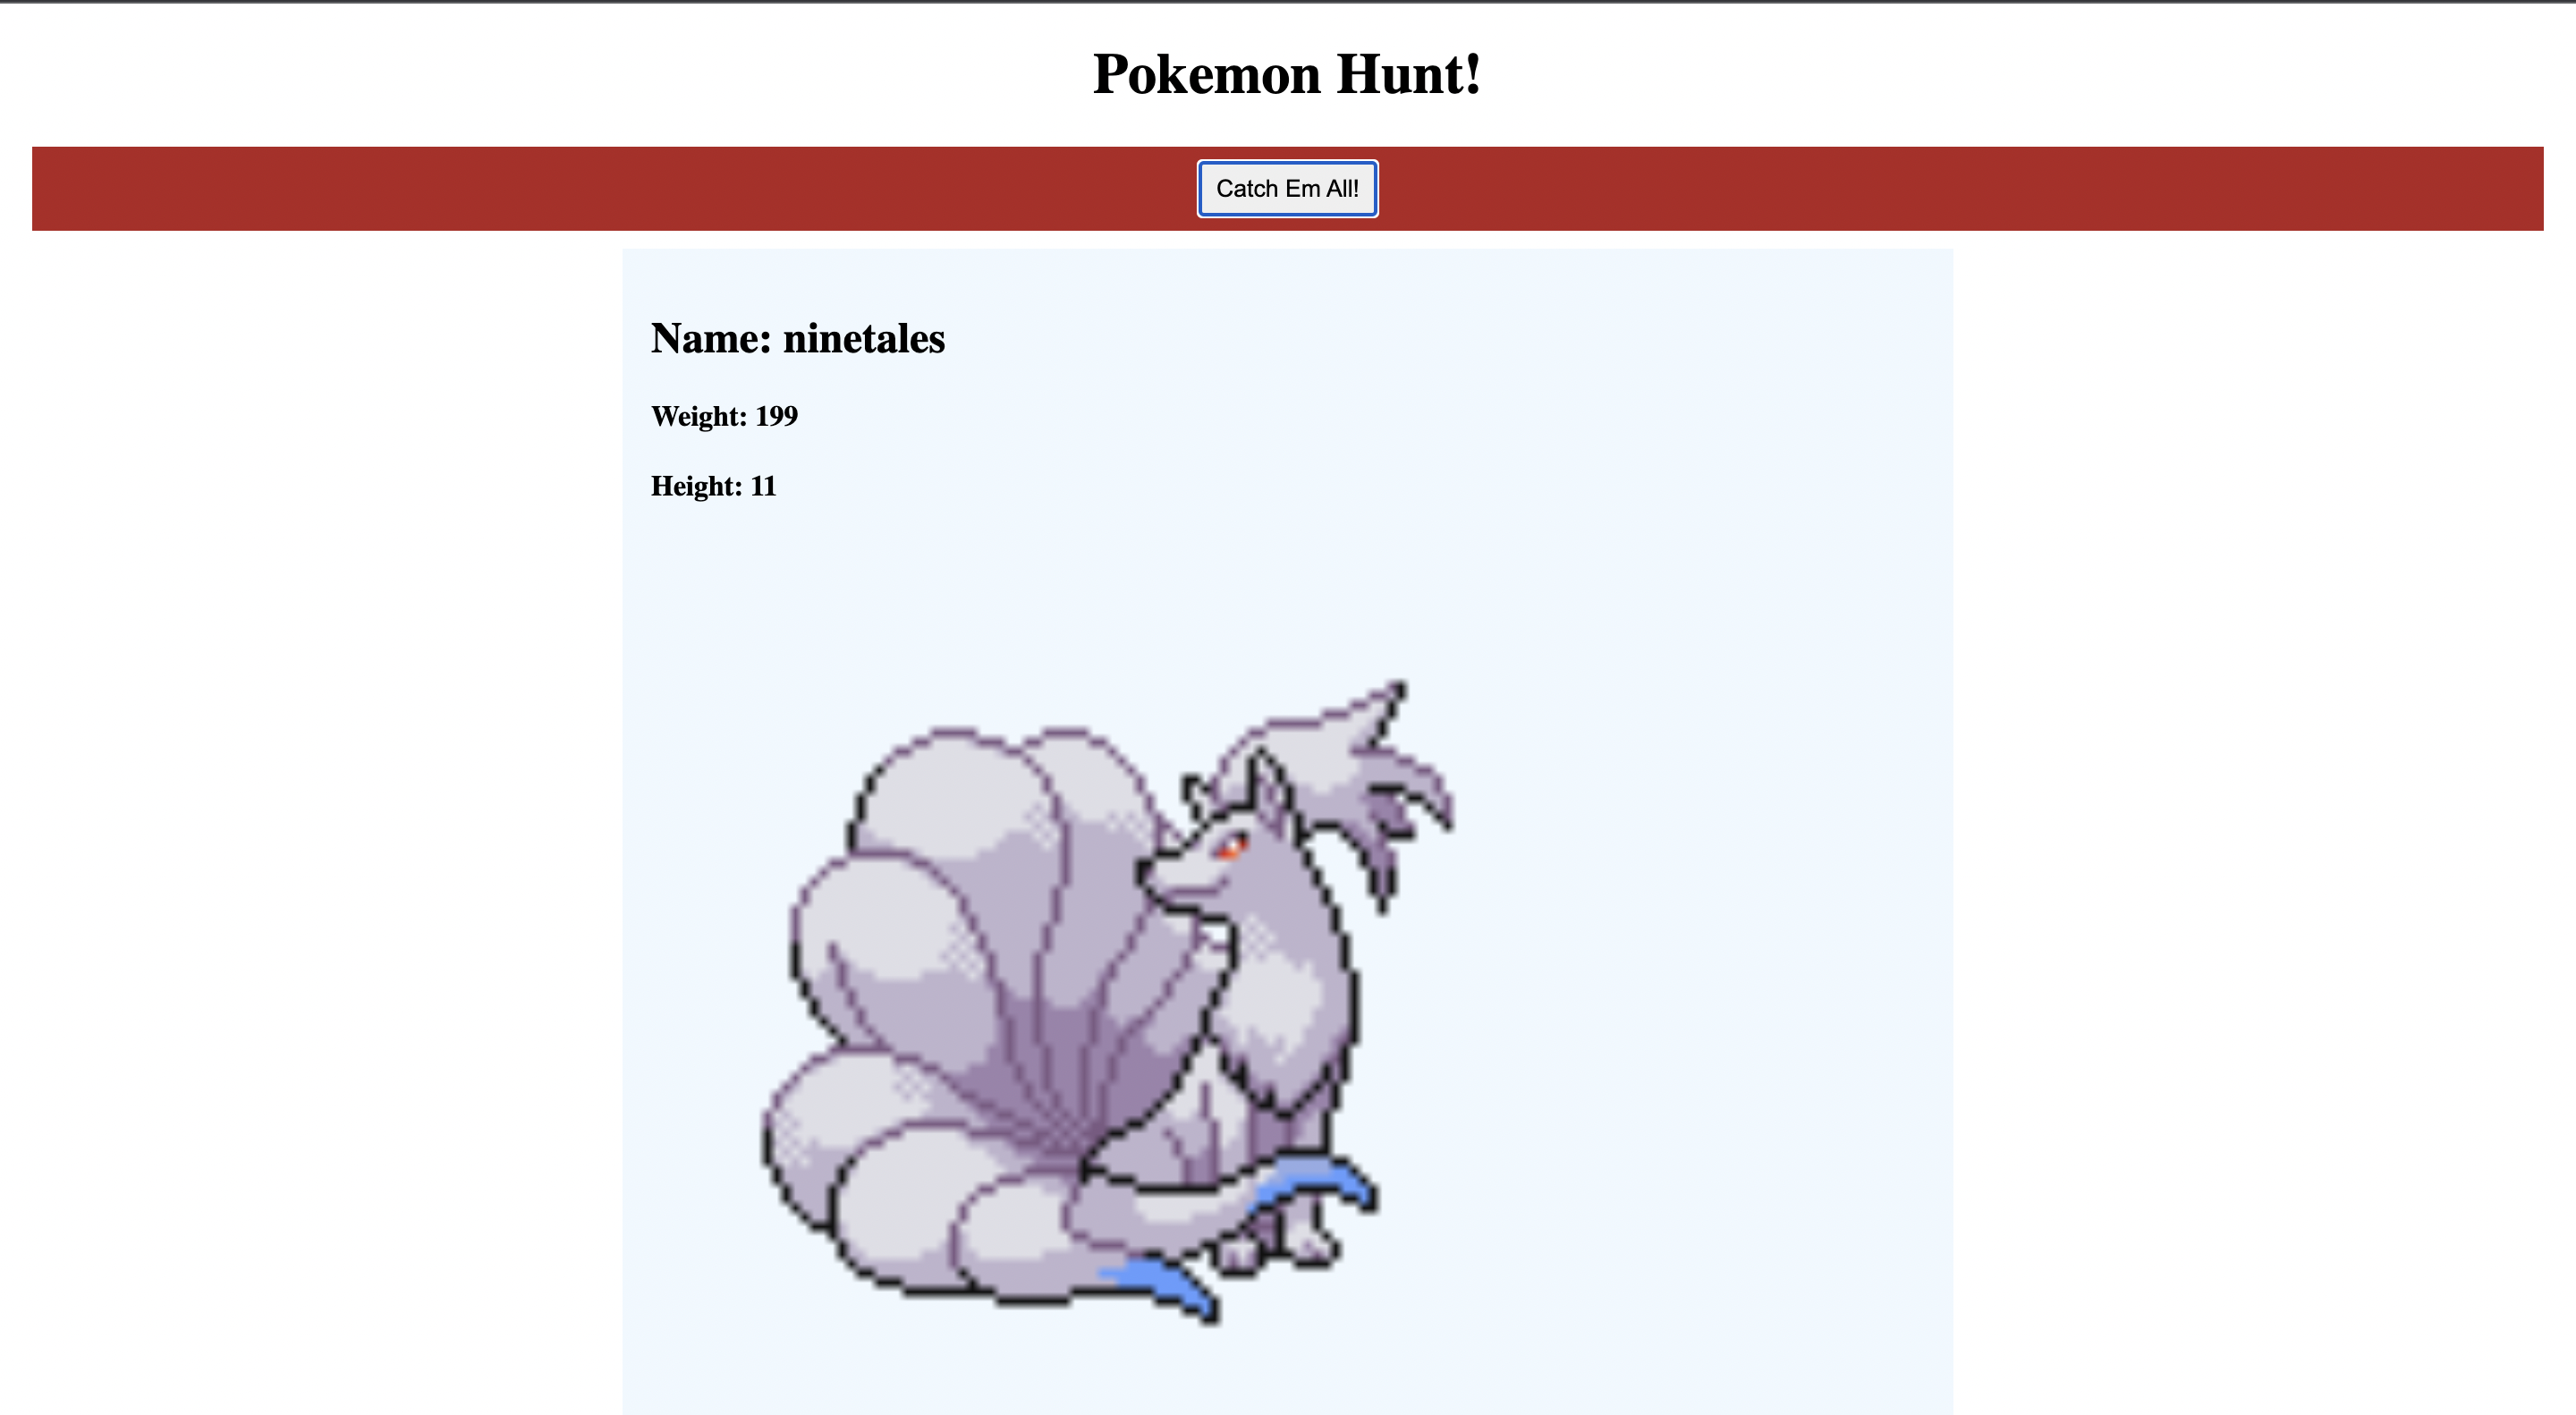 Pokemon Hunt!
Catch Em All!
Name: ninetales
Weight: 199
Height: 11